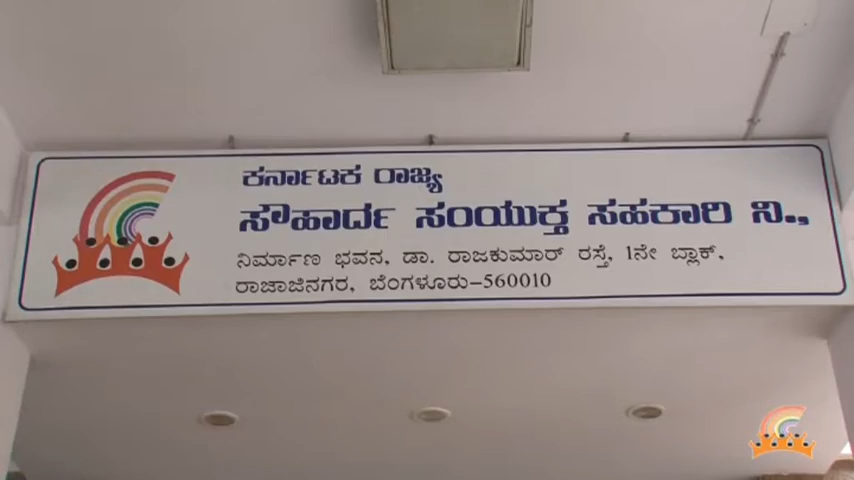 ಕರ್ನಾಟಕ ರಾಜ್ಯ
ಸೌಹಾರ್ದ ಸಂಯುಕ್ತ ಸಹಕಾರಿ ನಿ.,
ನಿರ್ಮಾಣ ಭವನ, ಡಾ. ರಾಜಕುಮಾರ್ ರಸ್ತೆ, 1ನೇ ಬ್ಲಾಕ್,
ರಾಜಾಜಿನಗರ, ಬೆಂಗಳೂರು-560010